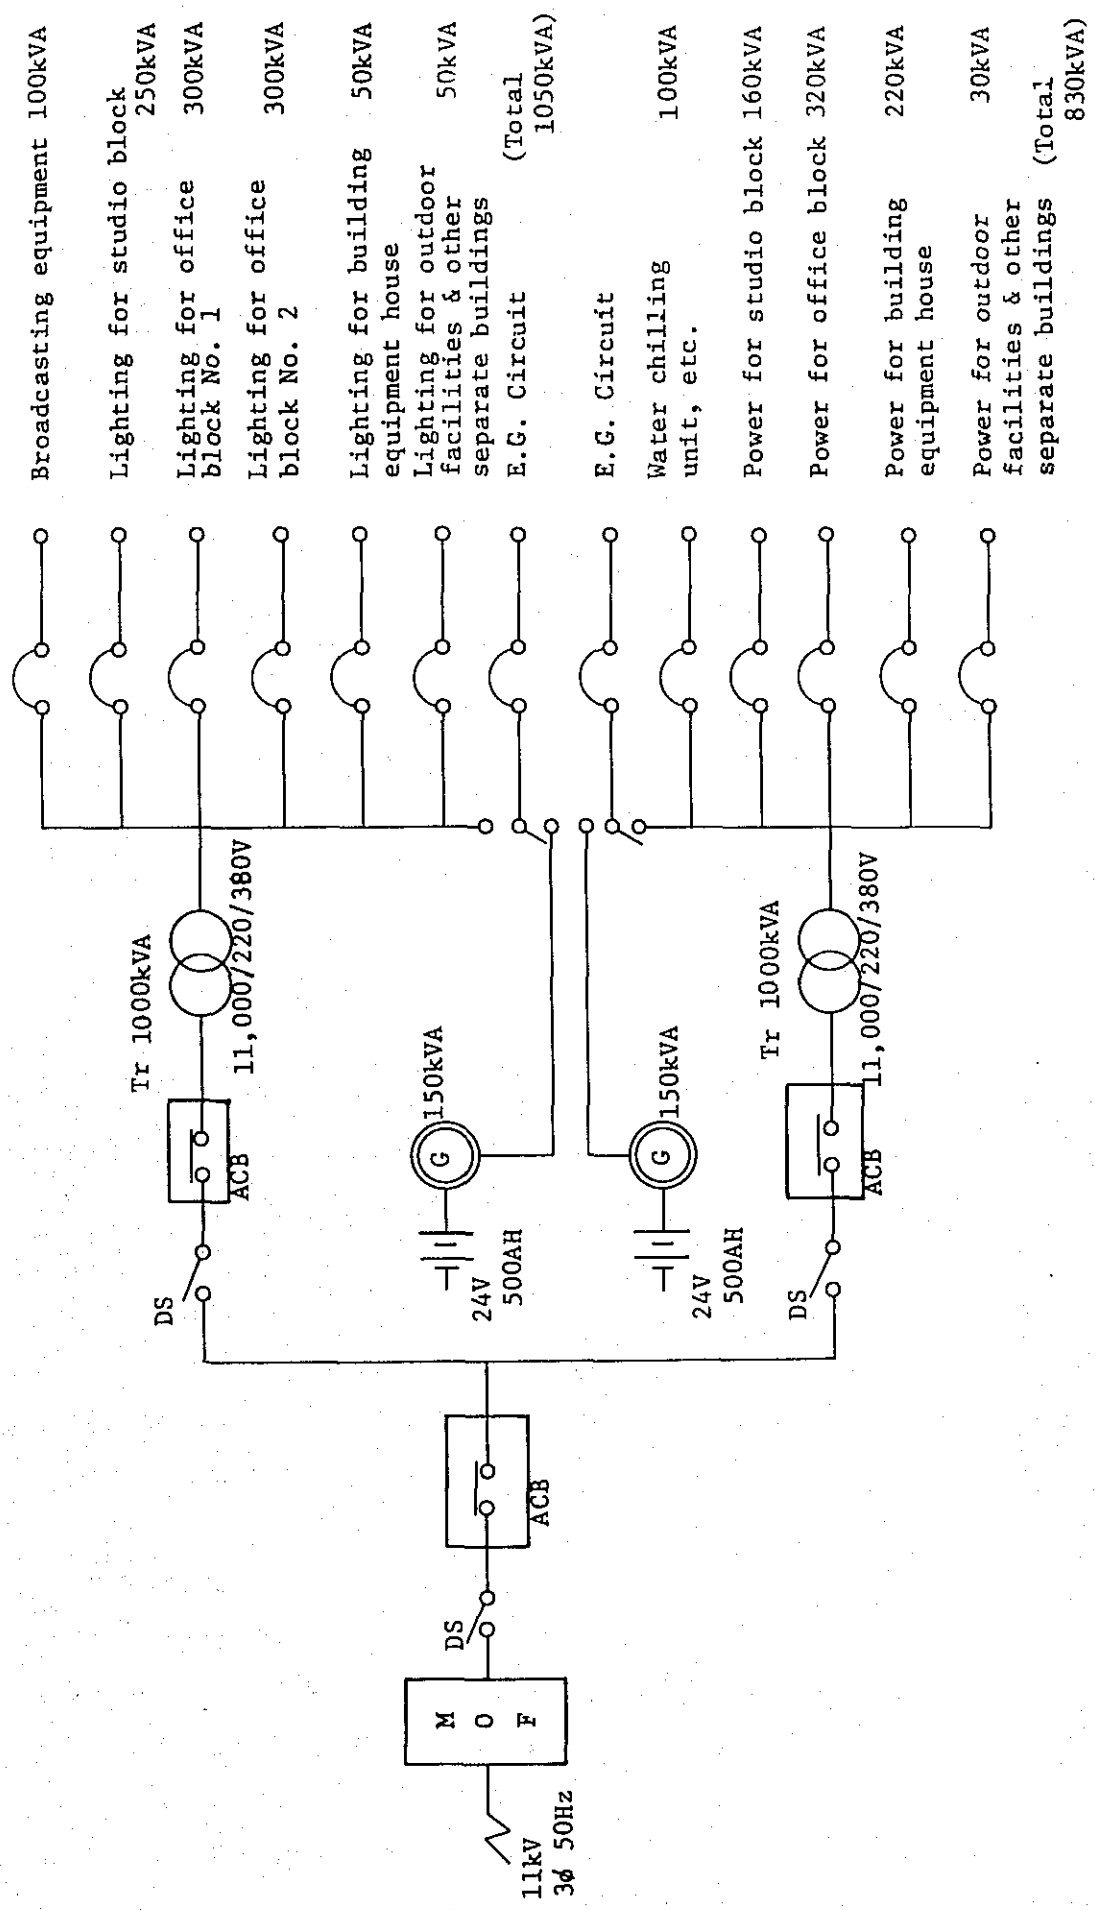 11kV
3ø 50Hz
M
O
F
DS
ACB
DS
ACB
Tr 1000kVA
11,000/220/380V
24V
500AH
G
150kVA
24V
500AH
G
150kVA
DS
ACB
Tr 1000kVA
11,000/220/380V
Broadcasting equipment 100kVA
Lighting for studio block
250kVA
Lighting for office 300kVA
block No. 1
Lighting for office 300kVA
block No. 2
Lighting for building 50kVA
equipment house
Lighting for outdoor 50kVA
facilities & other
separate buildings
(Total
1050kVA)
E.G. Circuit
E.G. Circuit
Water chilling 100kVA
unit, etc.
Power for studio block 160kVA
Power for office block 320kVA
Power for building 220kVA
equipment house
Power for outdoor 30kVA
facilities & other
separate buildings (Total
830kVA)